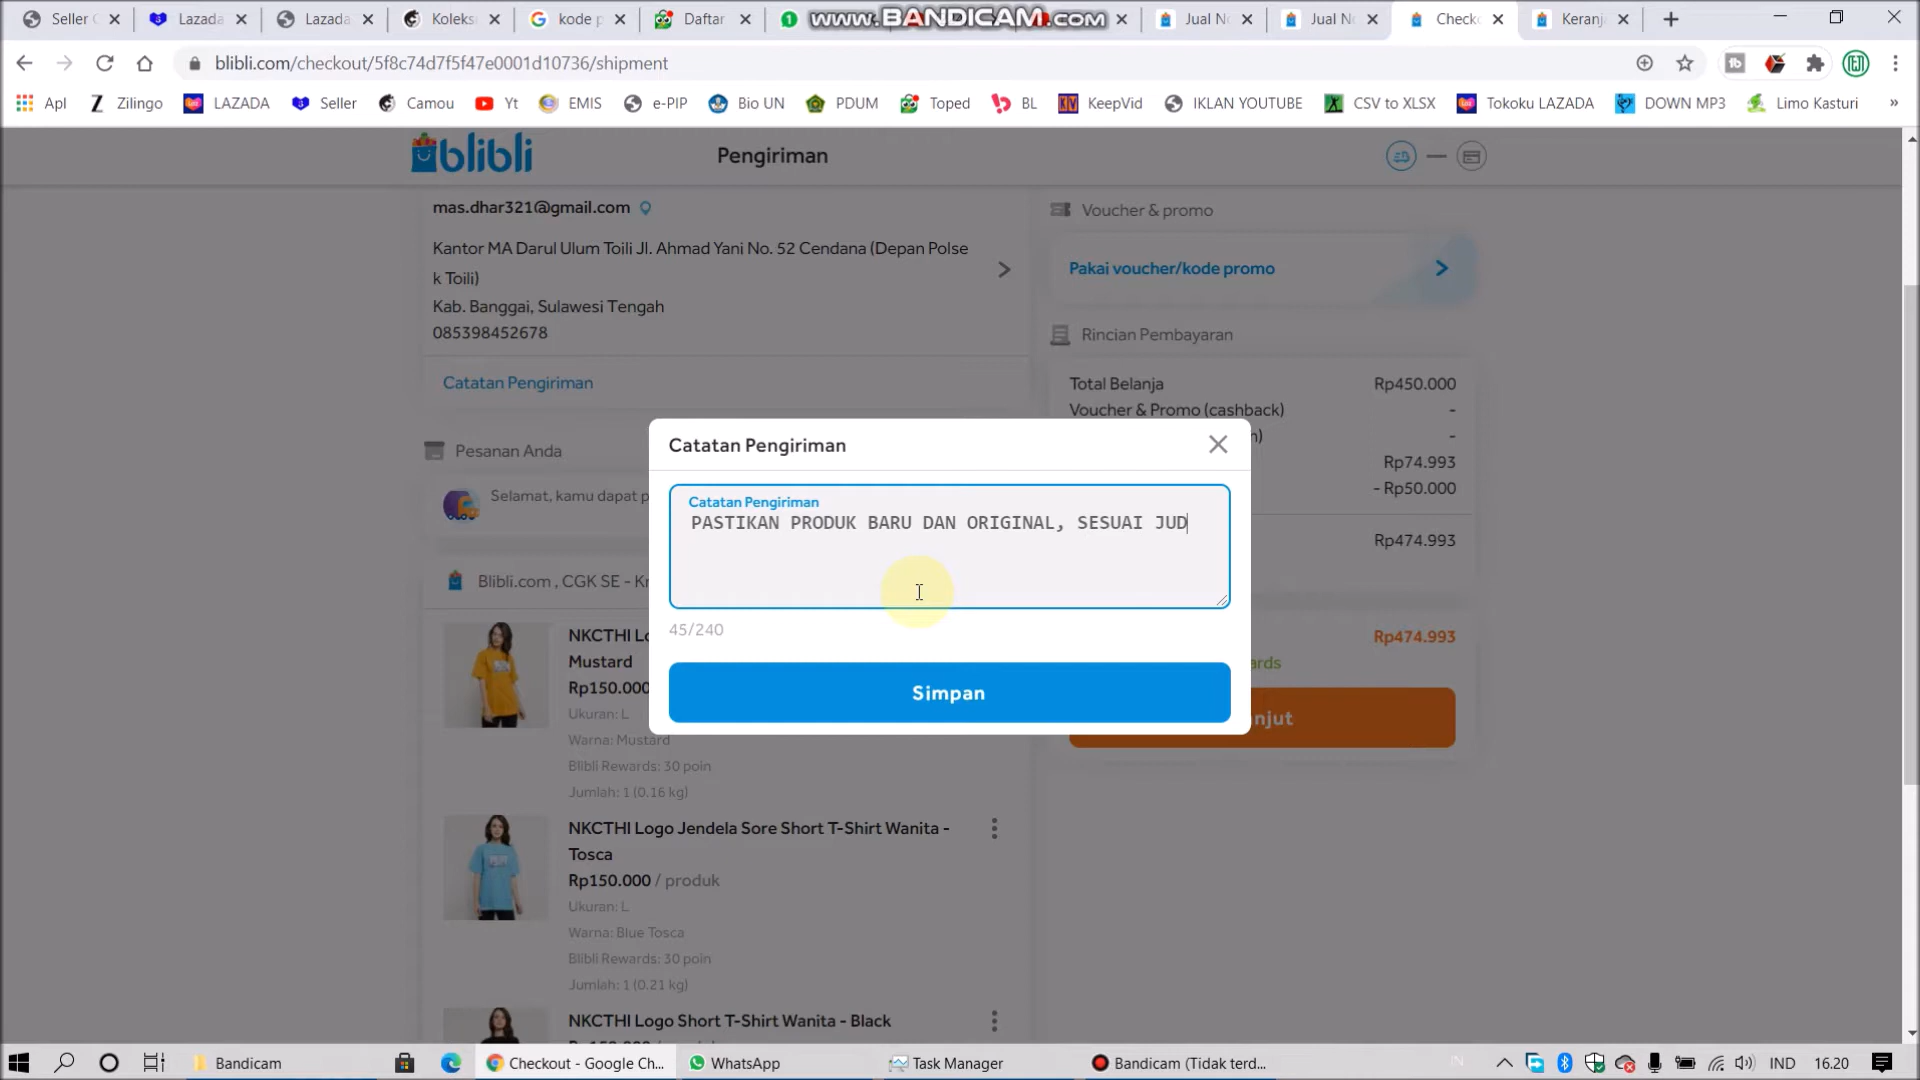 Seller C
Lazada
Lazada
Koleks
kode p
Daftar
1
www.BANDICAM.com
Jual N
Jual N
Check
Keranj
blibli.com/checkout/5f8c74d7f5f47e0001d10736/shipment
Apl
Zilingo
LAZADA
Seller
Camou
Yt
EMIS
e-PIP
Bio UN
PDUM
Toped
BL
KeepVid
IKLAN YOUTUBE
CSV to XLSX
Tokoku LAZADA
DOWN MP3
Limo Kasturi
»
blibli
Pengiriman
mas.dhar321@gmail.com
Kantor MA Darul Ulum Toili Jl. Ahmad Yani No. 52 Cendana (Depan Polse
k Toili)
Kab. Banggai, Sulawesi Tengah
085398452678
Catatan Pengiriman
Pesanan Anda
Selamat, kamu dapat p
Blibli.com , CGK SE - Kr
NKCTHI Lo
Mustard
Rp150.000
Ukuran: L
Warna: Mustard
Blibli Rewards: 30 poin
Jumlah: 1 (0.16 kg)
NKCTHI Logo Jendela Sore Short T-Shirt Wanita -
Tosca
Rp150.000 / produk
Ukuran: L
Warna: Blue Tosca
Blibli Rewards: 30 poin
Jumlah: 1 (0.21 kg)
NKCTHI Logo Short T-Shirt Wanita - Black
Catatan Pengiriman
Catatan Pengiriman
PASTIKAN PRODUK BARU DAN ORIGINAL, SESUAI JUD
45/240
Simpan
Voucher & promo
Pakai voucher/kode promo
Rincian Pembayaran
Total Belanja Rp450.000
Voucher & Promo (cashback) -
n) -
Rp74.993
- Rp50.000
Rp474.993
Rp474.993
ards
njut
Bandicam
Checkout - Google Ch...
WhatsApp
Task Manager
Bandicam (Tidak terd...
IND
16.20